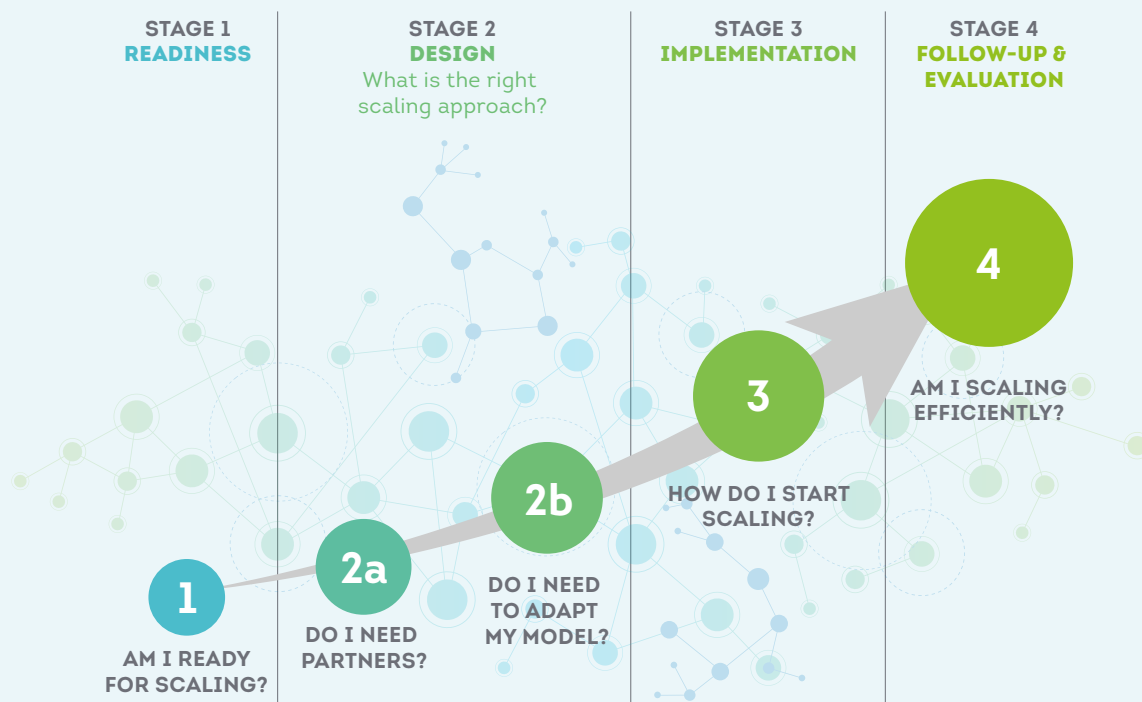 STAGE 1
READINESS
STAGE 2
DESIGN
What is the right
scaling approach?
STAGE 3
IMPLEMENTATION
STAGE 4
FOLLOW-UP &
EVALUATION
1
AM I READY
FOR SCALING?
2a
DO I NEED
PARTNERS?
2b
DO I NEED
TO ADAPT
MY MODEL?
3
HOW DO I START
SCALING?
4
AM I SCALING
EFFICIENTLY?